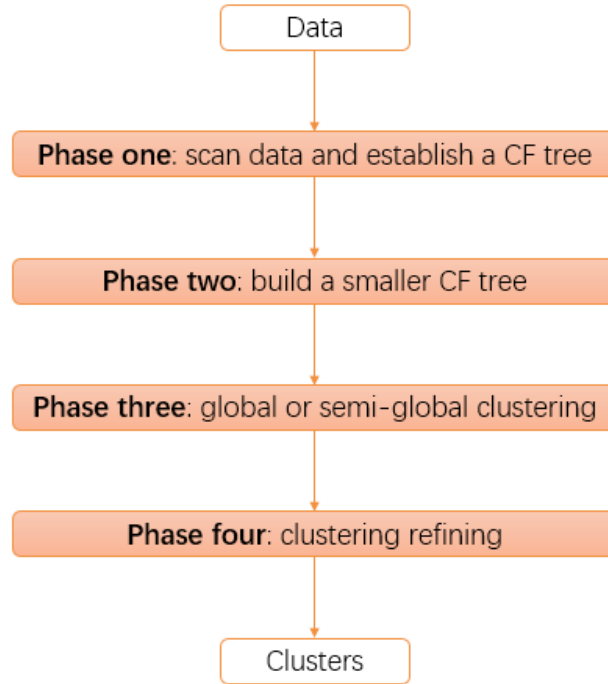 Data
Phase one: scan data and establish a CF tree
Phase two: build a smaller CF tree
Phase three: global or semi-global clustering
Phase four: clustering refining
Clusters